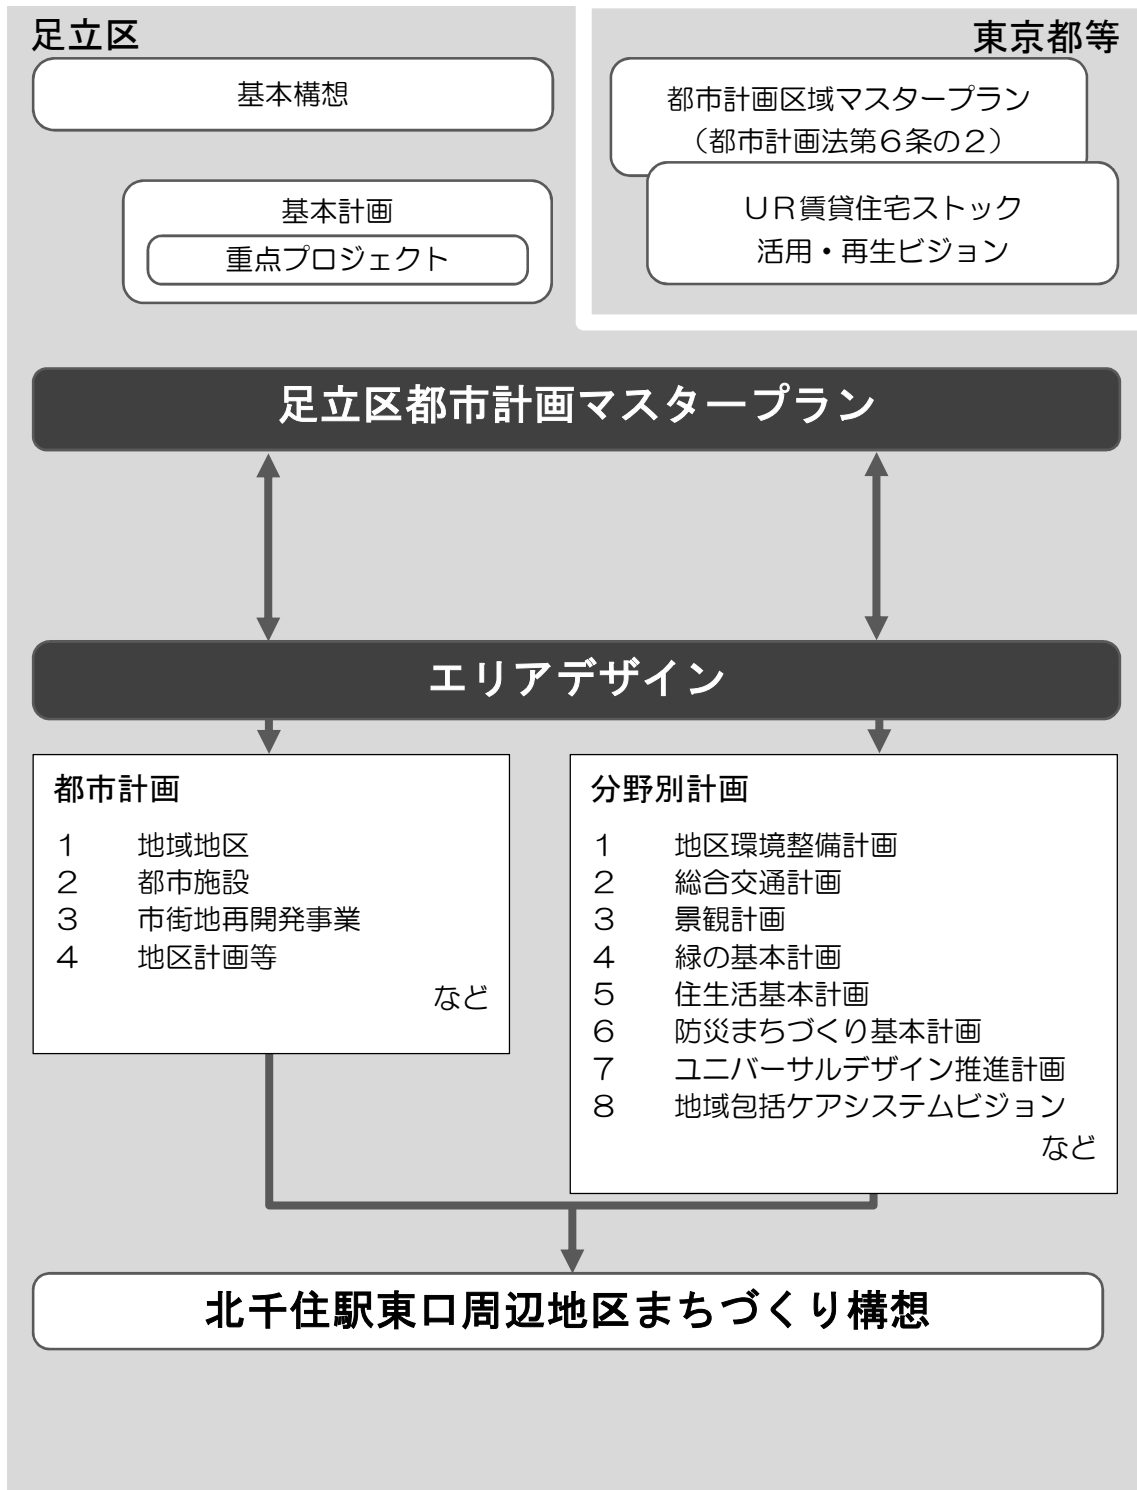 足立区
基本構想
基本計画
重点プロジェクト
東京都等
都市計画区域マスタープラン
（都市計画法第６条の２）
ＵＲ賃貸住宅ストック
活用・再生ビジョン
足立区都市計画マスタープラン
エリアデザイン
都市計画
１　地域地区
２　都市施設
３　市街地再開発事業
４　地区計画等
など
分野別計画
１　地区環境整備計画
２　総合交通計画
３　景観計画
４　緑の基本計画
５　住生活基本計画
６　防災まちづくり基本計画
７　ユニバーサルデザイン推進計画
８　地域包括ケアシステムビジョン
など
北千住駅東口周辺地区まちづくり構想